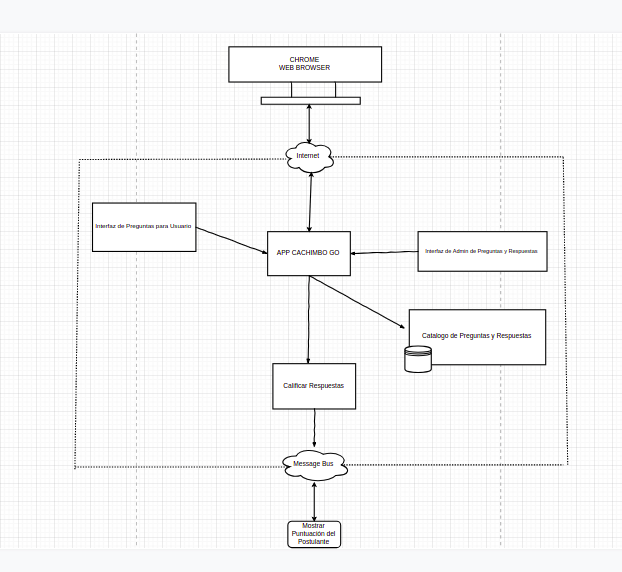 CHROME
WEB BROWSER
Internet
Interfaz de Preguntas para Usuario
APP CACHIMBO GO
Interfaz de Admin de Preguntas y Respuestas
Catalogo de Preguntas y Respuestas
Calificar Respuestas
Message Bus
Mostrar
Puntuación del
Postulante